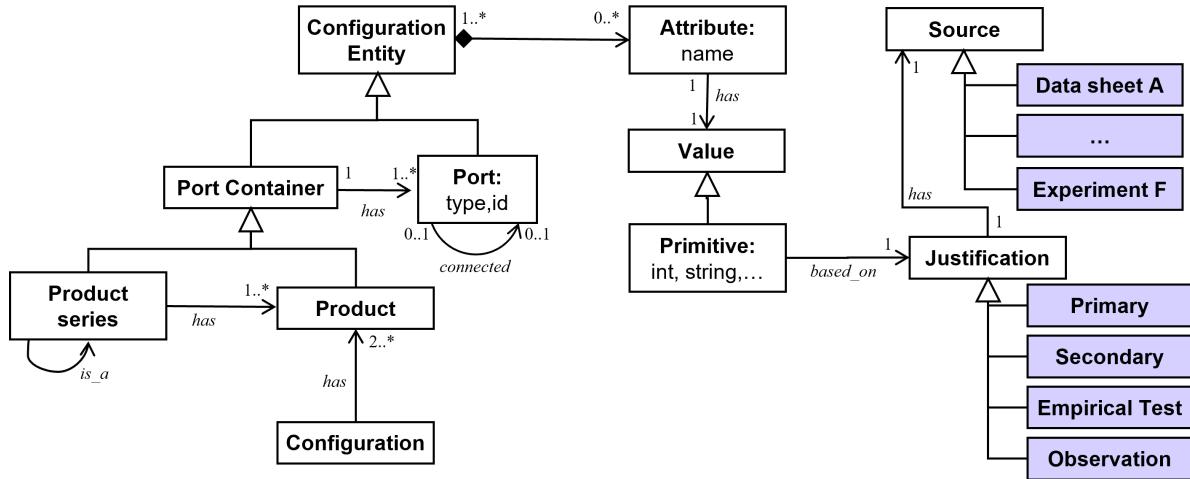 Configuration
Entity
1..*
0..*
Attribute:
name
1
has
1
Value
Source
1
Data sheet A
...
Experiment F
has
1
Port Container
1
has
1..*
Port:
type,id
0..1
0..1
connected
Primitive:
int, string,...
based_on
1
Justification
Primary
Secondary
Empirical Test
Observation
Product
series
is_a
has
1..*
Product
2..*
has
Configuration